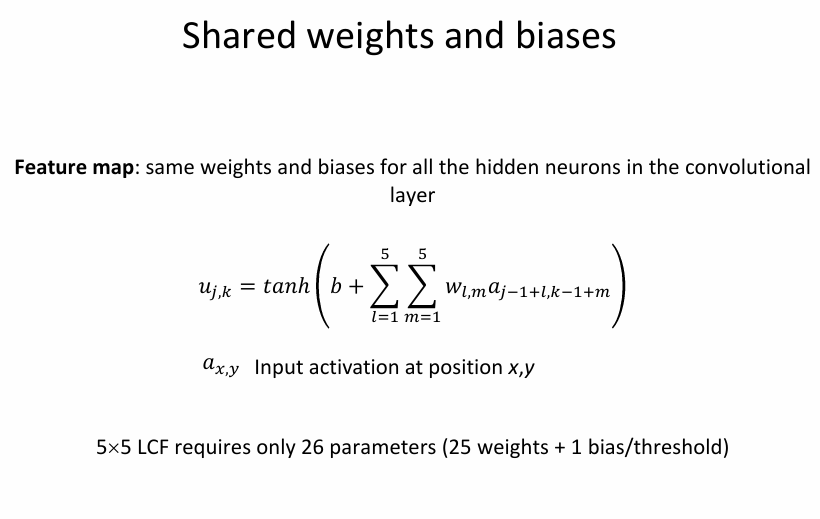 Shared weights and biases
Feature map: same weights and biases for all the hidden neurons in the convolutional
layer
u_{j,k} = tanh(b + \sum_{l=1}^{5} \sum_{m=1}^{5} w_{l,m} a_{j-1+l,k-1+m})
a_{x,y} Input activation at position x,y
5×5 LCF requires only 26 parameters (25 weights + 1 bias/threshold)